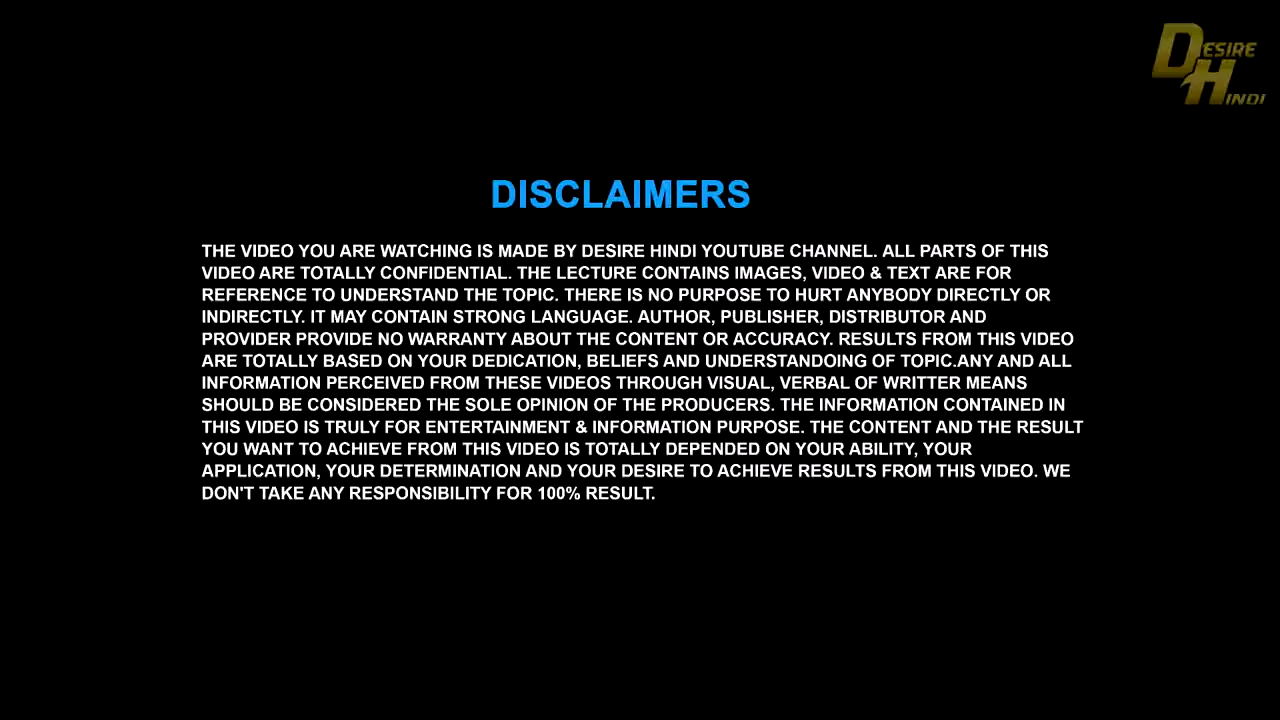 DESIRE
HINDI
DISCLAIMERS
THE VIDEO YOU ARE WATCHING IS MADE BY DESIRE HINDI YOUTUBE CHANNEL. ALL PARTS OF THIS
VIDEO ARE TOTALLY CONFIDENTIAL. THE LECTURE CONTAINS IMAGES, VIDEO & TEXT ARE FOR
REFERENCE TO UNDERSTAND THE TOPIC. THERE IS NO PURPOSE TO HURT ANYBODY DIRECTLY OR
INDIRECTLY. IT MAY CONTAIN STRONG LANGUAGE. AUTHOR, PUBLISHER, DISTRIBUTOR AND
PROVIDER PROVIDE NO WARRANTY ABOUT THE CONTENT OR ACCURACY. RESULTS FROM THIS VIDEO
ARE TOTALLY BASED ON YOUR DEDICATION, BELIEFS AND UNDERSTANDOING OF TOPIC.ANY AND ALL
INFORMATION PERCEIVED FROM THESE VIDEOS THROUGH VISUAL, VERBAL OF WRITTER MEANS
SHOULD BE CONSIDERED THE SOLE OPINION OF THE PRODUCERS. THE INFORMATION CONTAINED IN
THIS VIDEO IS TRULY FOR ENTERTAINMENT & INFORMATION PURPOSE. THE CONTENT AND THE RESULT
YOU WANT TO ACHIEVE FROM THIS VIDEO IS TOTALLY DEPENDED ON YOUR ABILITY, YOUR
APPLICATION, YOUR DETERMINATION AND YOUR DESIRE TO ACHIEVE RESULTS FROM THIS VIDEO. WE
DON'T TAKE ANY RESPONSIBILITY FOR 100% RESULT.